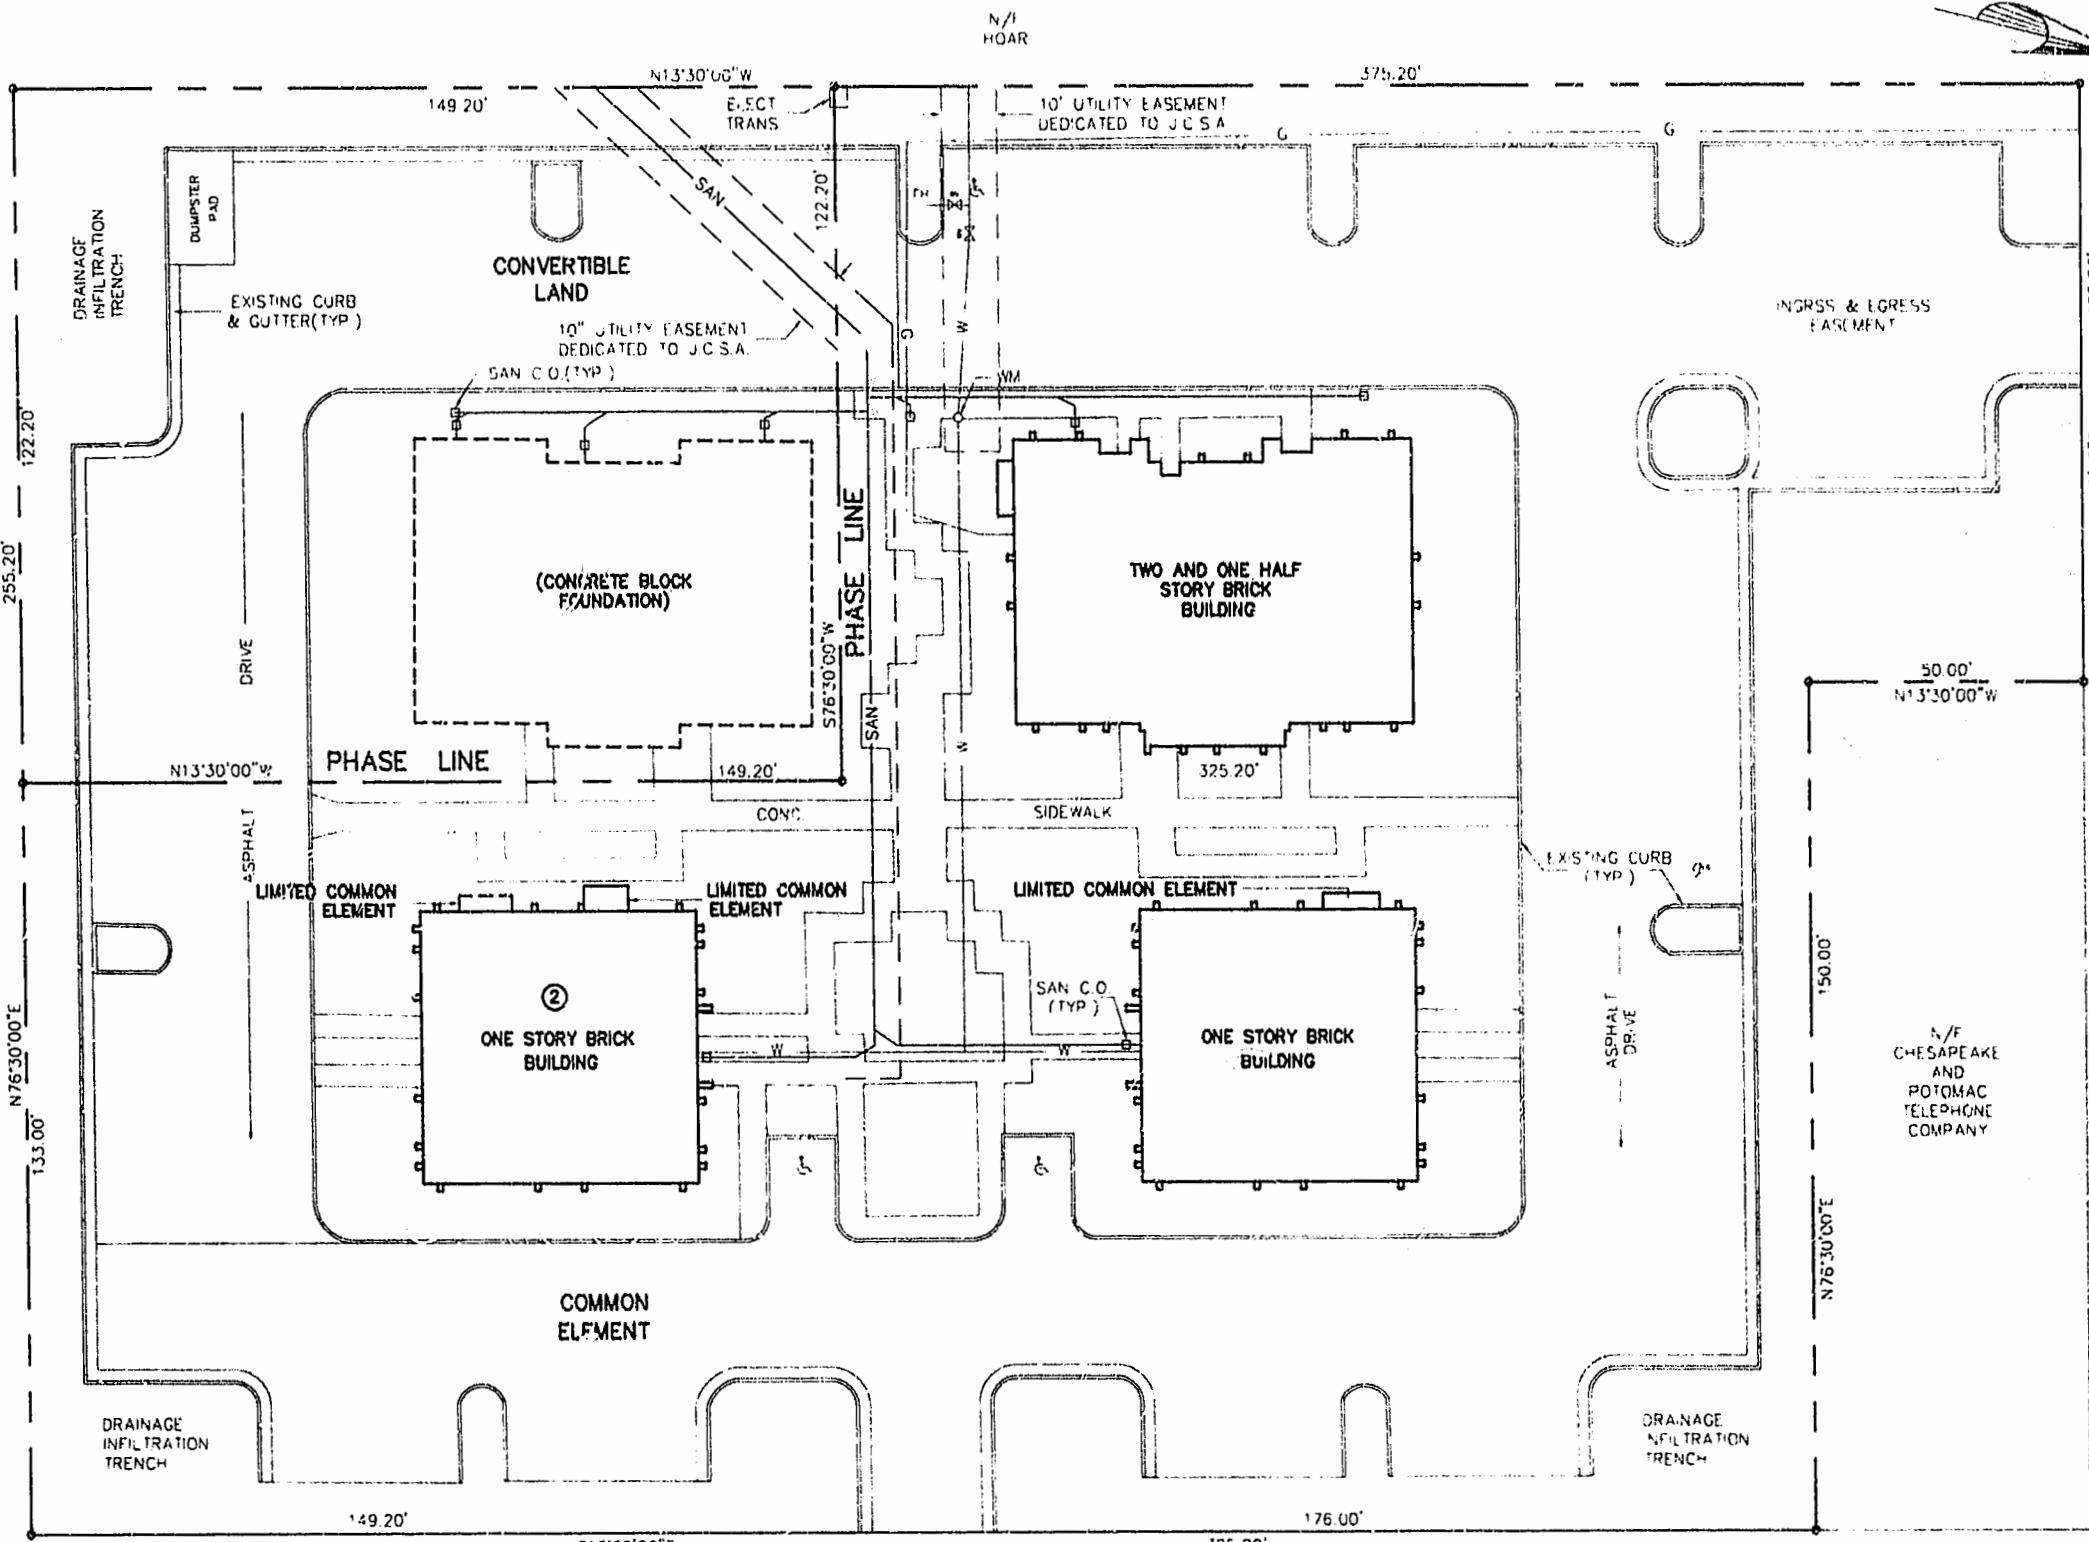 N/F
HOAR
N13°30'00"W
375.20'
149.20'
ELECT
TRANS.
10' UTILITY EASEMENT
DEDICATED TO J.C.S.A.
G
G
DUMPSTER
PAD
SAN
122.20'
FH
DRAINAGE
INFILTRATION
TRENCH
CONVERTIBLE
LAND
EXISTING CURB
& GUTTER(TYP.)
10" UTILITY EASEMENT
DEDICATED TO J.C.S.A.
G
W
INGRSS & EGRESS
EASEMENT
SAN C.O.(TYP.)
WM
122.20'
255.20'
(CONCRETE BLOCK
FOUNDATION)
PHASE LINE
S76°30'00"W
TWO AND ONE HALF
STORY BRICK
BUILDING
DRIVE
50.00'
N13°30'00"W
SAN
W
N13°30'00"W
PHASE LINE
149.20'
325.20'
CONC.
SIDEWALK
ASPHALT
EXISTING CURB
(TYP.)
LIMITED COMMON
ELEMENT
LIMITED COMMON
ELEMENT
LIMITED COMMON ELEMENT
150.00'
2
ONE STORY BRICK
BUILDING
SAN C.O.
(TYP.)
W
W
ONE STORY BRICK
BUILDING
ASPHALT
DRIVE
N/F
CHESAPEAKE
AND
POTOMAC
TELEPHONE
COMPANY
N76°30'00"E
133.00'
N76°30'00"E
COMMON
ELEMENT
DRAINAGE
INFILTRATION
TRENCH
DRAINAGE
INFILTRATION
TRENCH
149.20'
176.00'